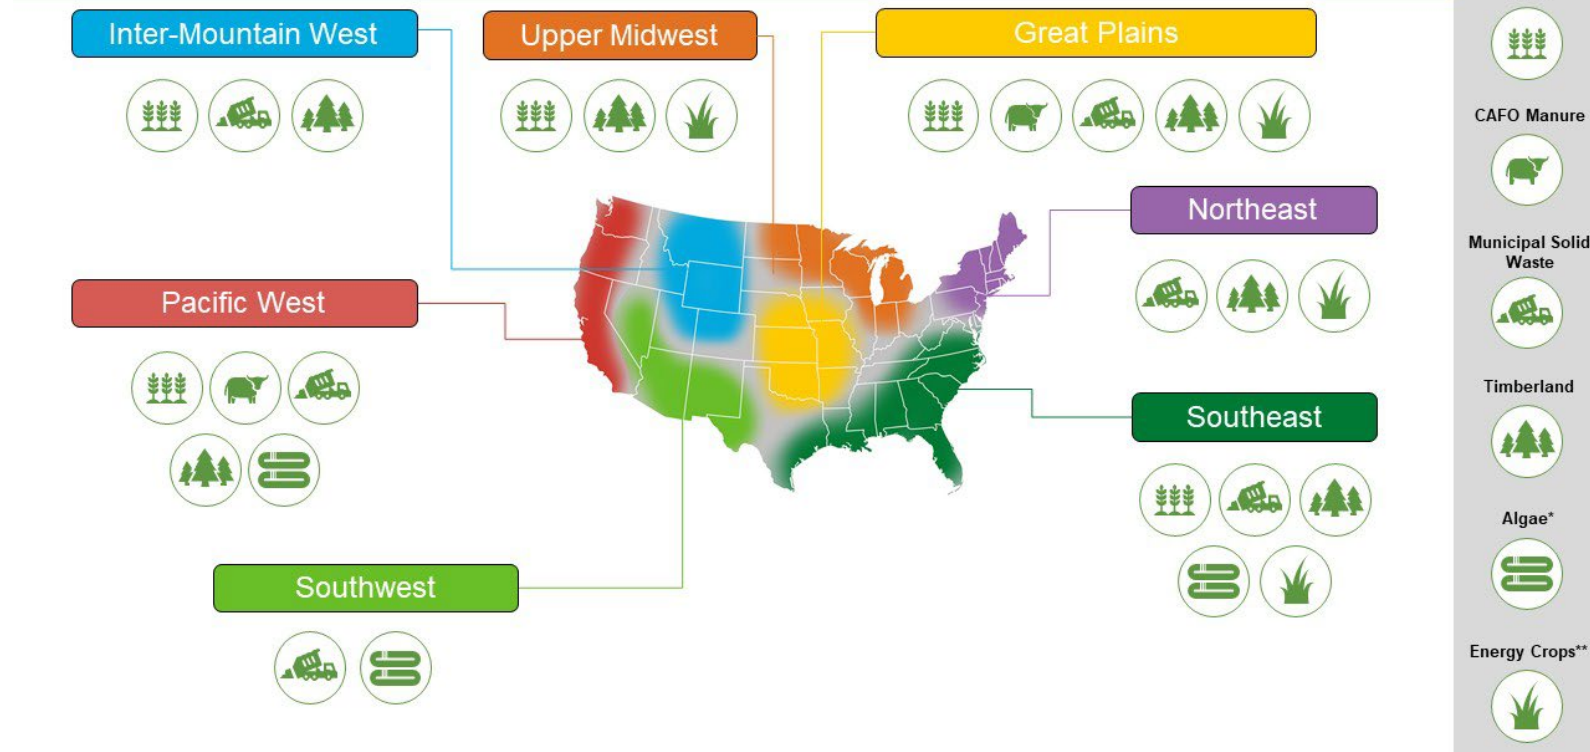 Inter-Mountain West
Upper Midwest
Great Plains
CAFO Manure
Northeast
Municipal Solid
Waste
Pacific West
Timberland
Southeast
Algae*
Southwest
Energy Crops**